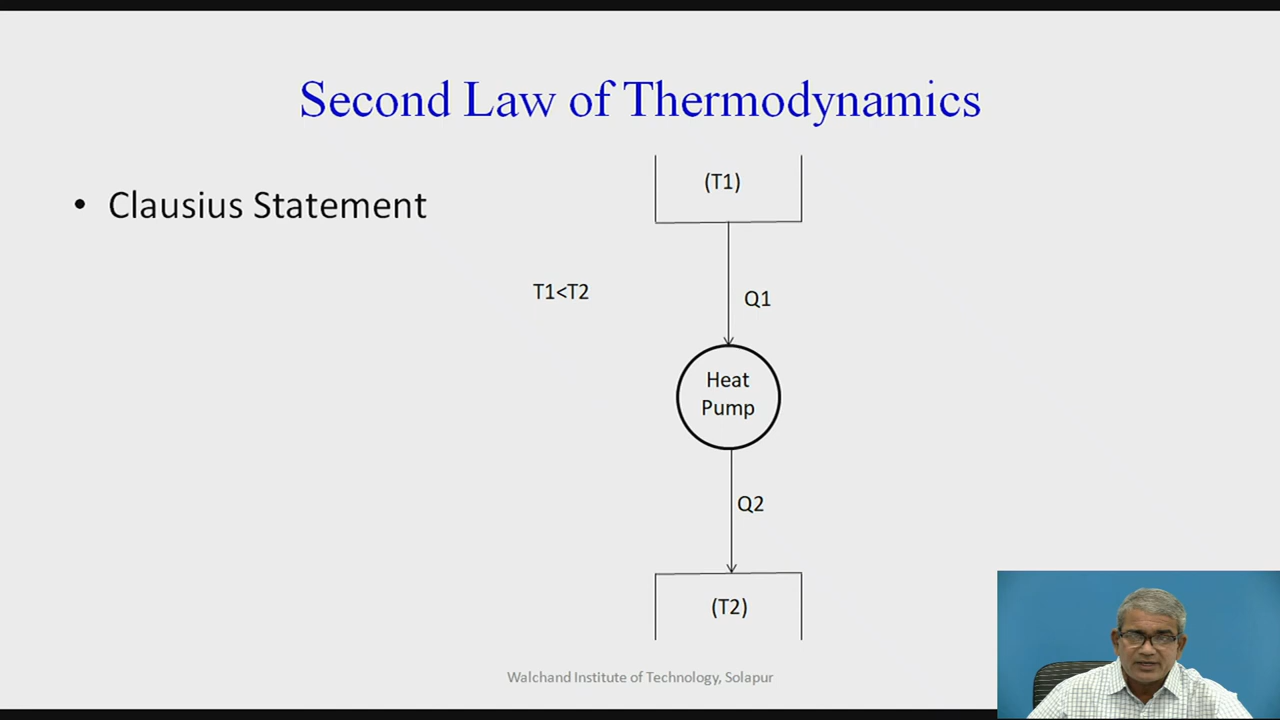 Second Law of Thermodynamics
• Clausius Statement
(T1)
T1<T2
Q1
Heat
Pump
Q2
(T2)
Walchand Institute of Technology, Solapur